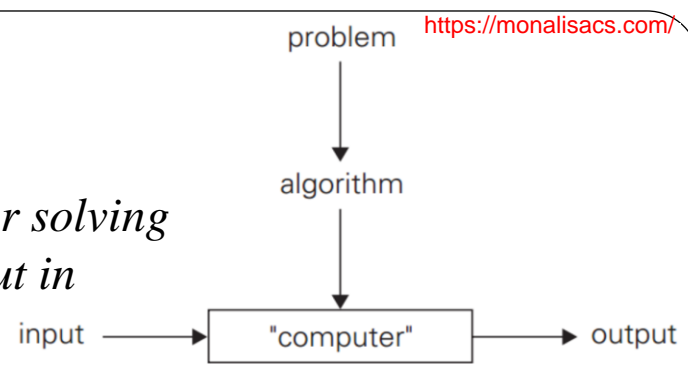 problem
https://monalisacs.com/
algorithm
r solving
ut in
input
"computer"
output